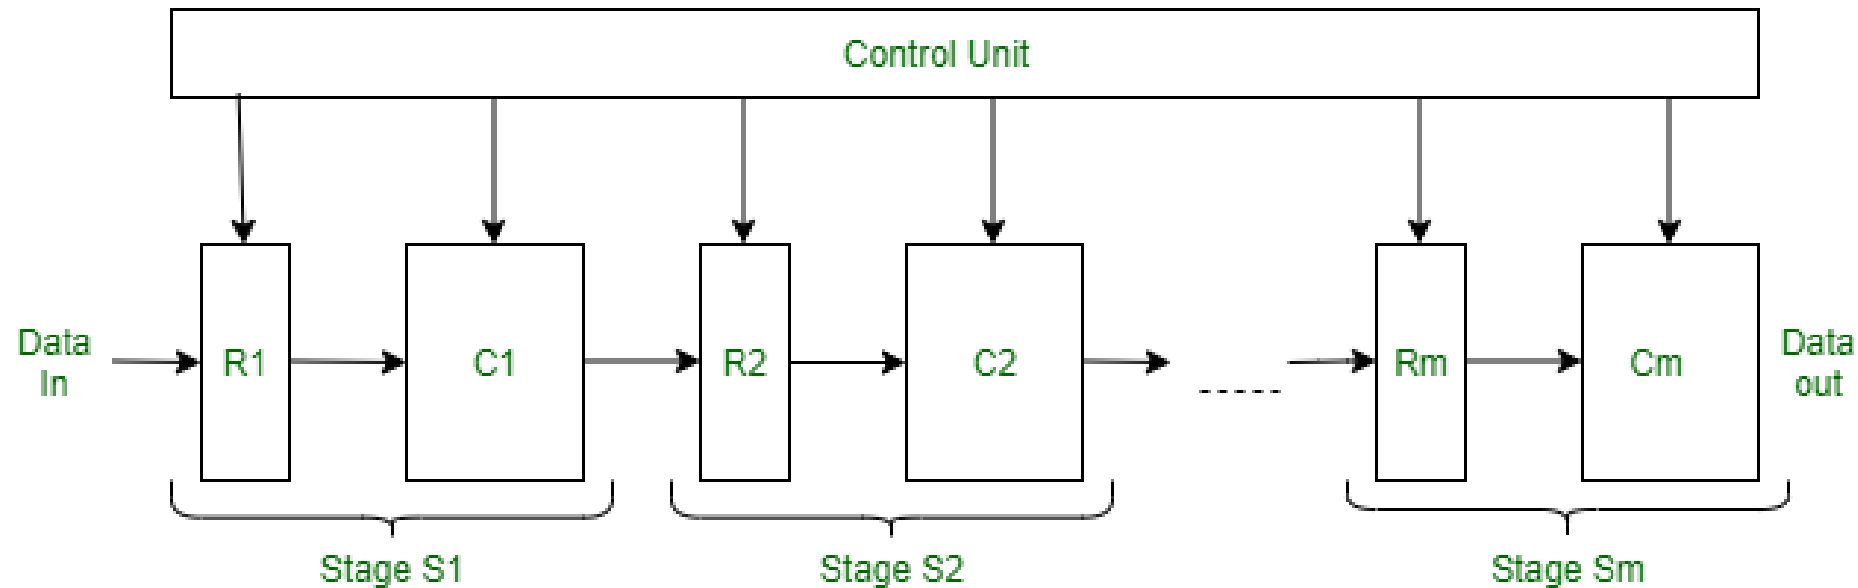 Control Unit
Data
In
R1
C1
R2
C2
Rm
Cm
Data
out
Stage S1
Stage S2
Stage Sm